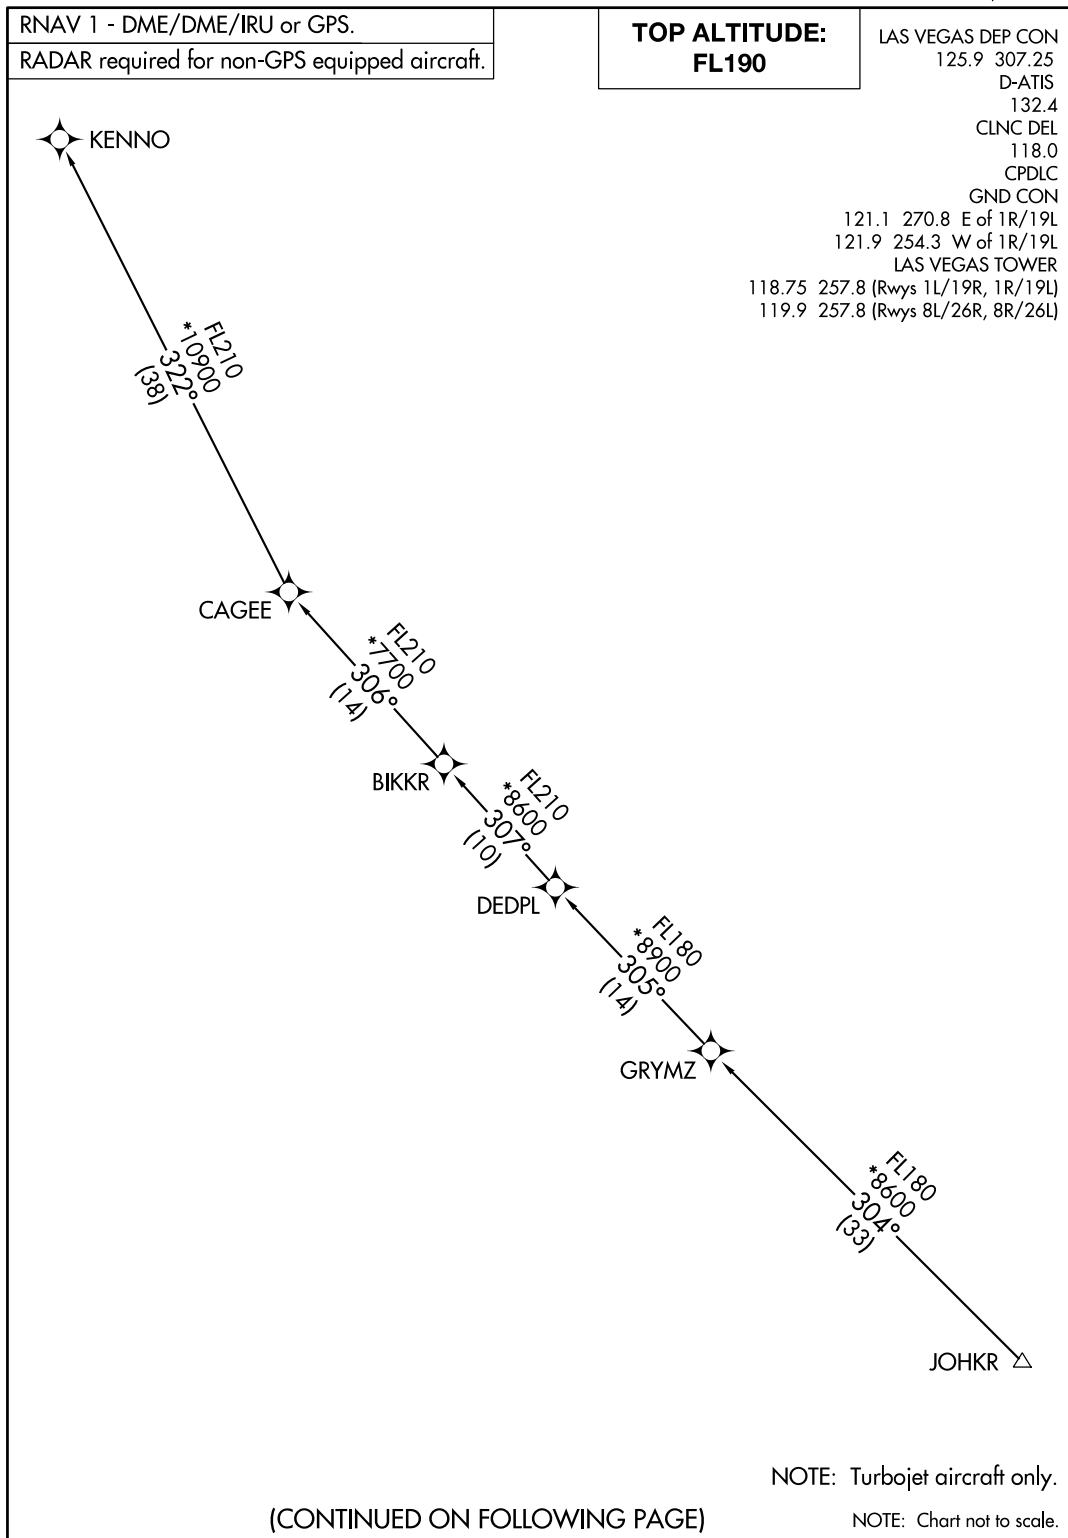 RNAV 1 - DME/DME/IRU or GPS.
RADAR required for non-GPS equipped aircraft.
TOP ALTITUDE:
FL190
LAS VEGAS DEP CON
125.9 307.25
D-ATIS
132.4
CLNC DEL
118.0
CPDLC
GND CON
121.1 270.8 E of 1R/19L
121.9 254.3 W of 1R/19L
LAS VEGAS TOWER
118.75 257.8 (Rwys 1L/19R, 1R/19L)
119.9 257.8 (Rwys 8L/26R, 8R/26L)
KENNO
FL210
*10900
322°
(38)
CAGEE
FL210
*7700
306°
(14)
BIKKR
FL210
*8600
307°
(10)
DEDPL
FL180
*8900
305°
(14)
GRYMZ
FL180
*8600
304°
(33)
JOHKR
NOTE: Turbojet aircraft only.
(CONTINUED ON FOLLOWING PAGE)
NOTE: Chart not to scale.